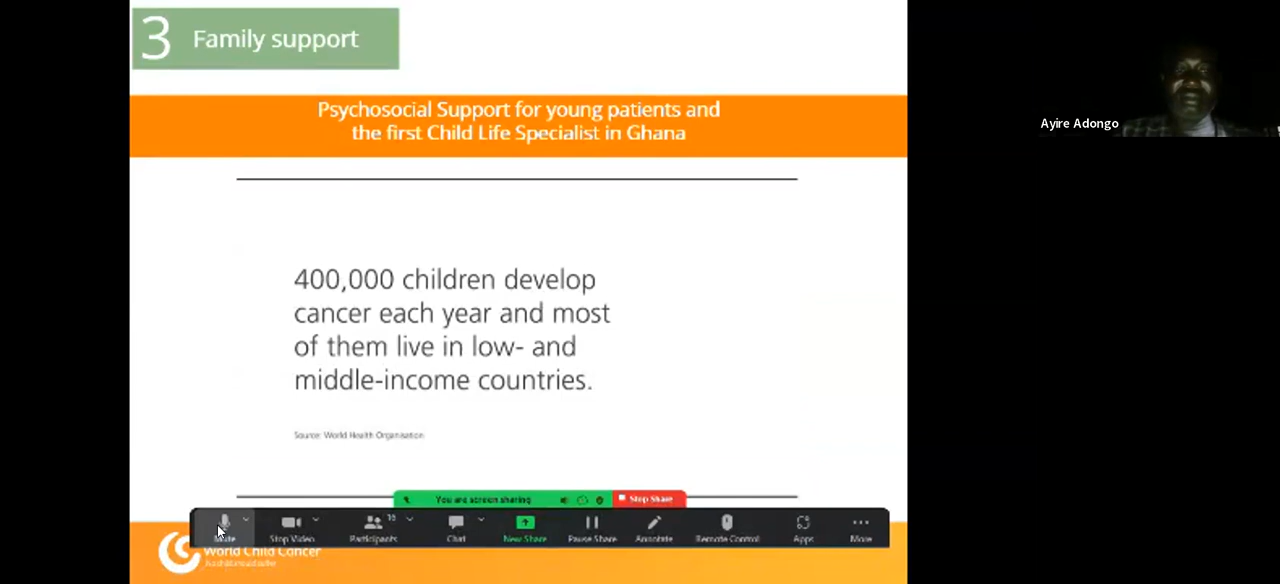 3 Family support
Psychosocial Support for young patients and
the first Child Life Specialist in Ghana
Ayire Adongo
400,000 children develop
cancer each year and most
of them live in low- and
middle-income countries.
Source: World Health Organisation
You are screen sharing Stop Share
16
Mute Stop Video Participants Chat New Share Pause Share Annotate Remote Control Apps More
World Child Cancer